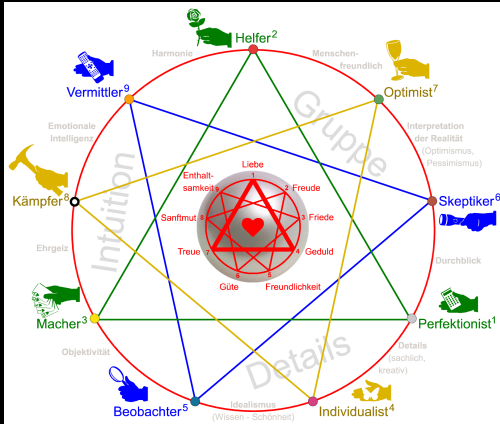 Helfer2
Harmonie
Menschen-
freundlich
Vermittler9
Optimist7
Gruppe
Emotionale
Intelligenz
Interpretation
der Realität
(Optimismus,
Pessimismus)
Intuition
Liebe
1
Enthalt-
samkeit
9
2
Freude
Kämpfer8
Skeptiker6
Sanftmut
8
3
Friede
Ehrgeiz
Treue
7
4
Geduld
Durchblick
6
5
Güte
Freundlichkeit
Macher3
Perfektionist1
Objektivität
Details
Details
(sachlich,
kreativ)
Beobachter5
Idealismus
(Wissen - Schönheit)
Individualist4